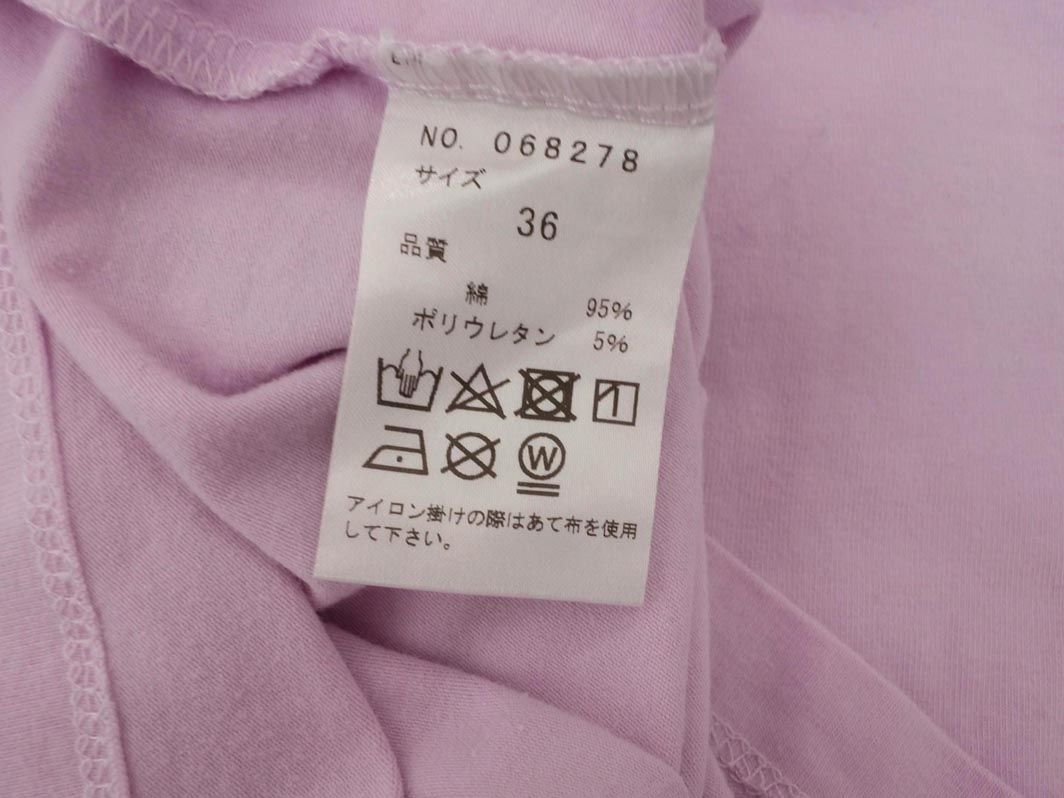 NO. 068278
サイズ
36
品質
綿 95%
ポリウレタン 5%
W
アイロン掛けの際はあて布を使用
して下さい。